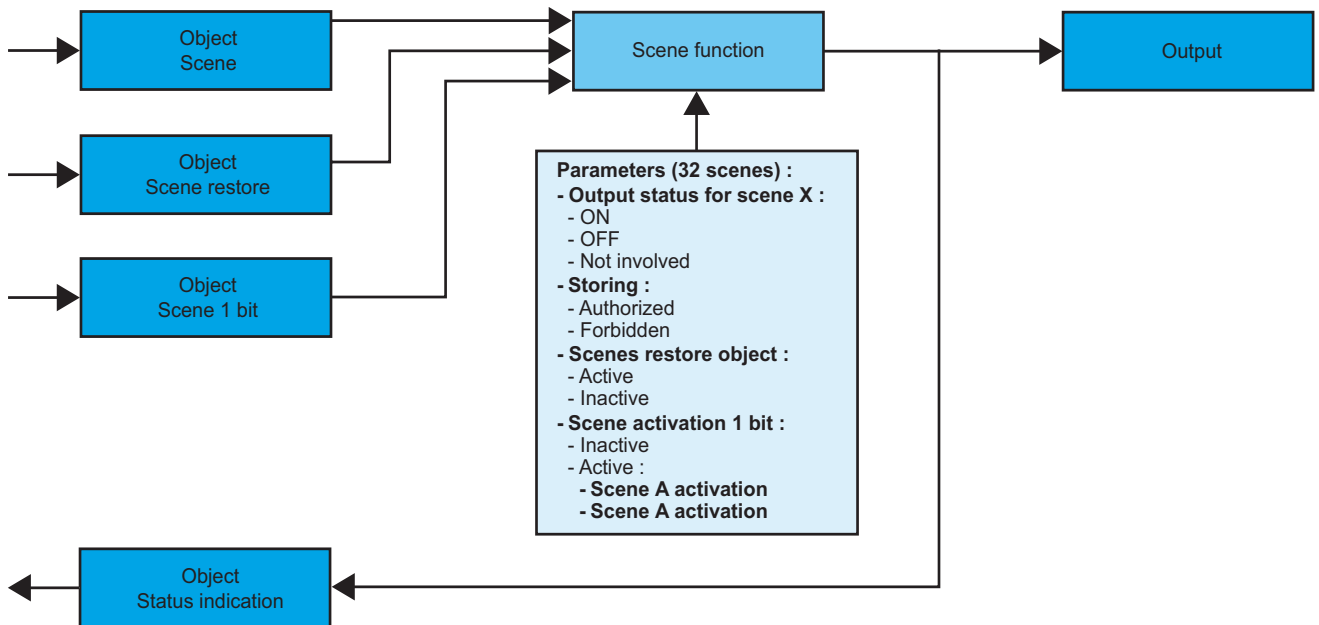 Object
Scene
Scene function
Output
Object
Scene restore
Object
Scene 1 bit
Parameters (32 scenes) :
- Output status for scene X :
- ON
- OFF
- Not involved
- Storing :
- Authorized
- Forbidden
- Scenes restore object :
- Active
- Inactive
- Scene activation 1 bit :
- Inactive
- Active :
- Scene A activation
- Scene A activation
Object
Status indication